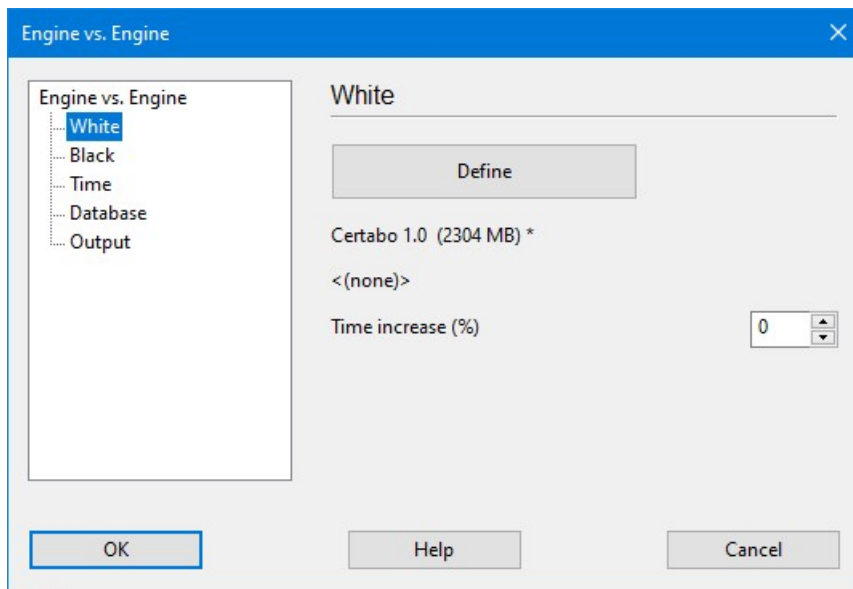 Engine vs. Engine
Engine vs. Engine
White
Black
Time
Database
Output
White
Define
Certabo 1.0 (2304 MB) *
<(none)>
Time increase (%)
0
OK
Help
Cancel